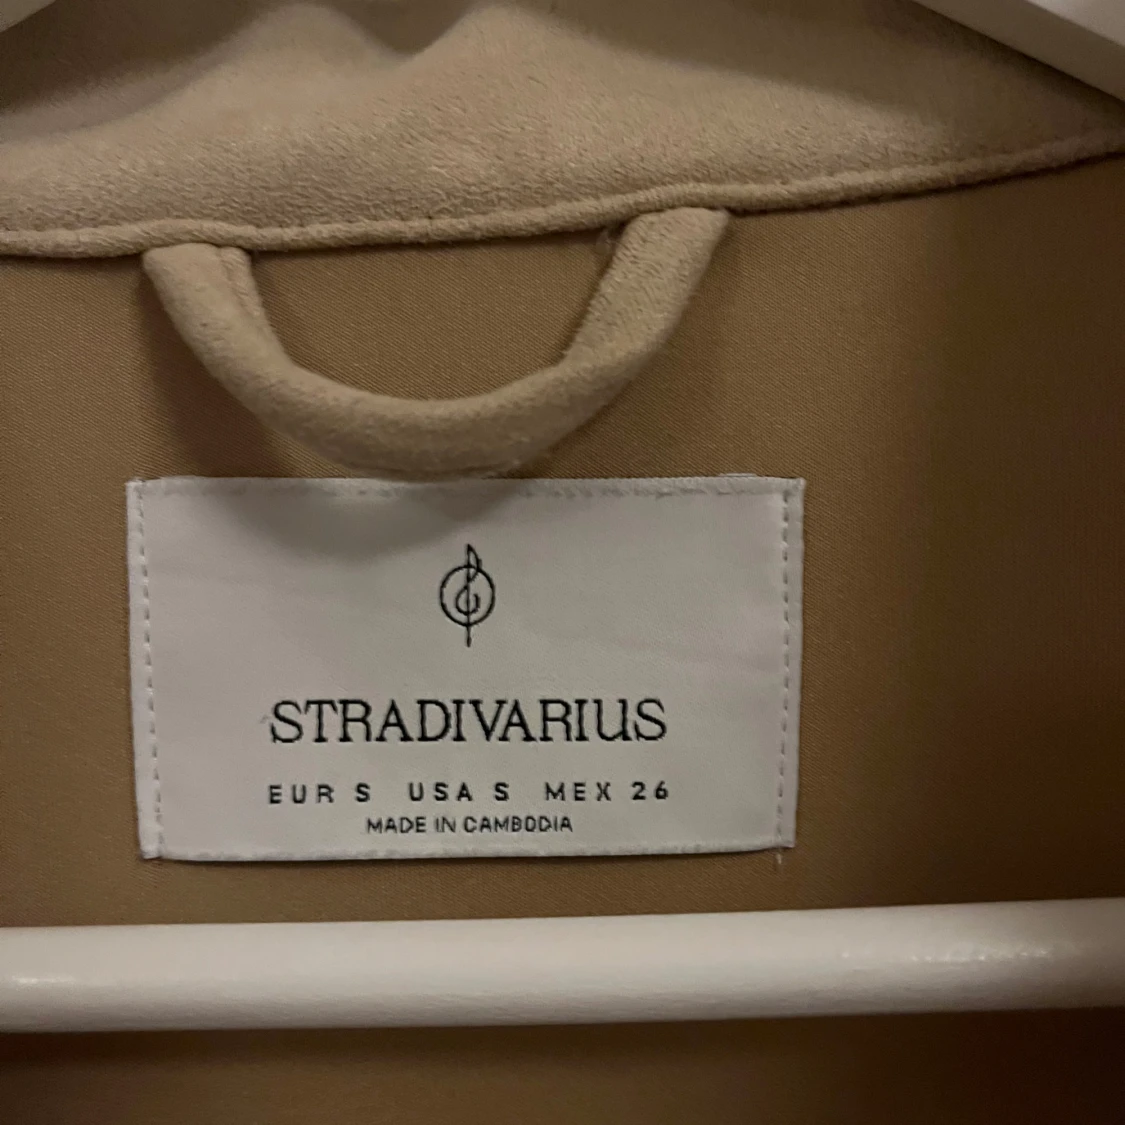 STRADIVARIUS
EUR S USA S MEX 26
MADE IN CAMBODIA